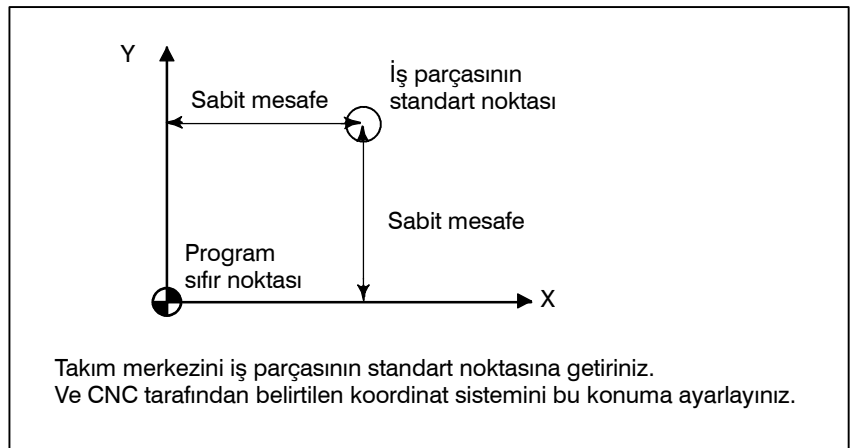 Y
Sabit mesafe
İş parçasının
standart noktası
Sabit mesafe
Program
sıfır noktası
X
Takım merkezini iş parçasının standart noktasına getiriniz.
Ve CNC tarafından belirtilen koordinat sistemini bu konuma ayarlayınız.